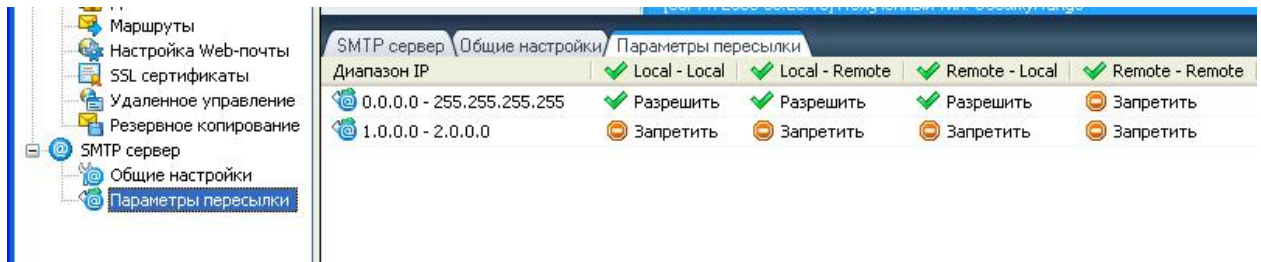 Маршруты
Настройка Web-почты
SSL сертификаты
Удаленное управление
Резервное копирование
SMTP сервер
Общие настройки
Параметры пересылки
SMTP сервер Общие настройки Параметры пересылки
Диапазон IP Local - Local Local - Remote Remote - Local Remote - Remote
0.0.0.0 - 255.255.255.255 Разрешить Разрешить Разрешить Запретить
1.0.0.0 - 2.0.0.0 Запретить Запретить Запретить Запретить